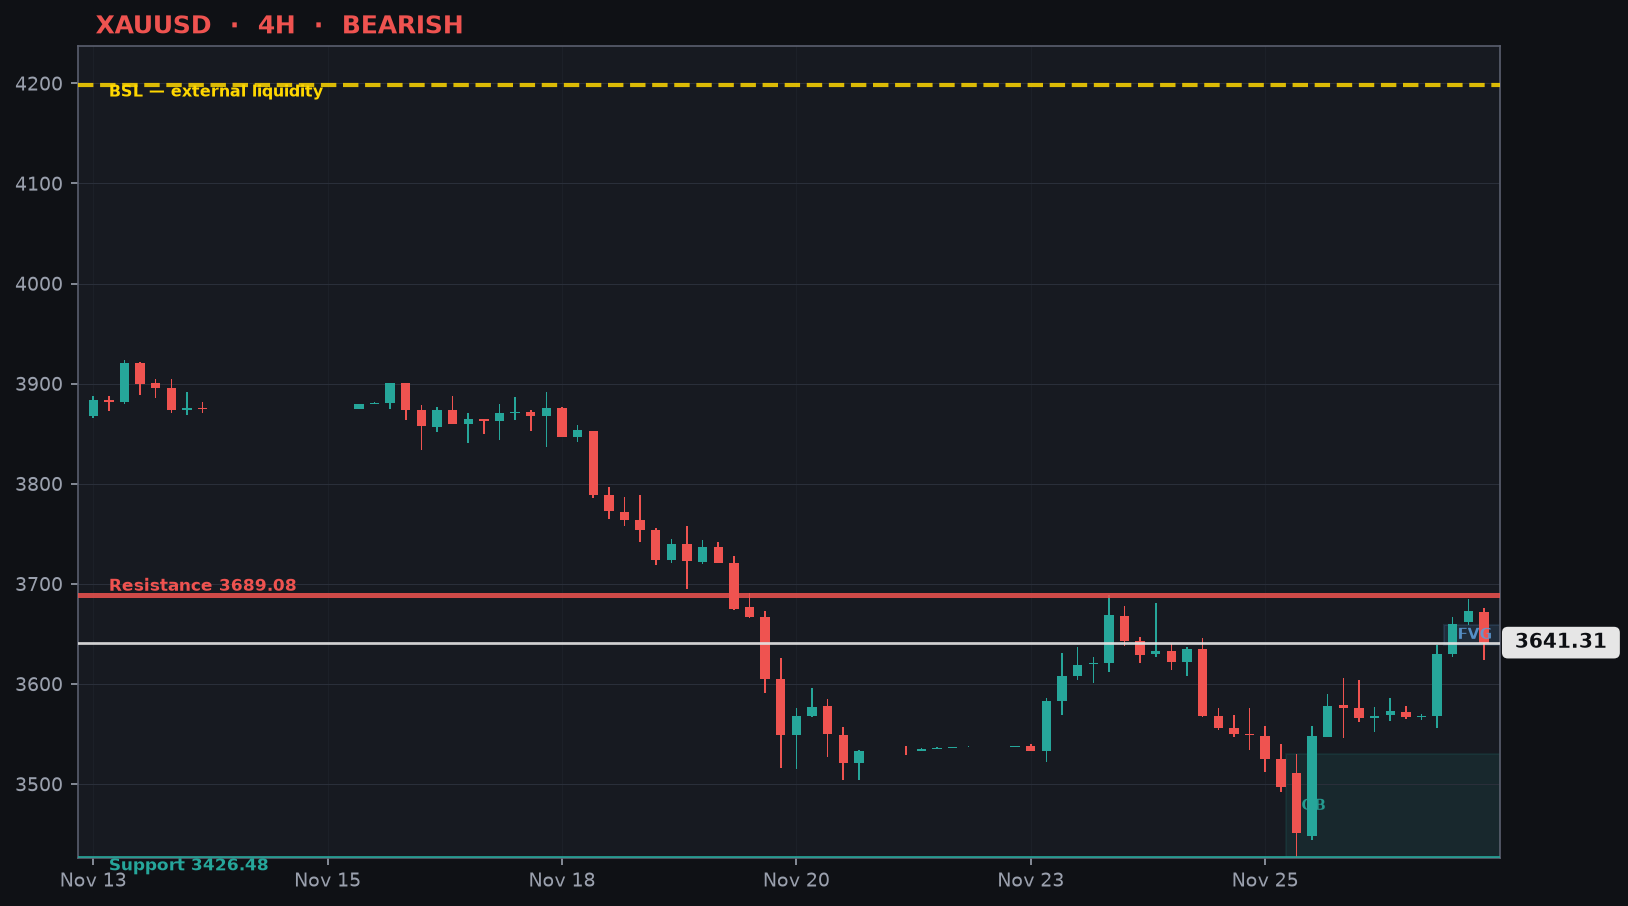 XAUUSD · 4H · BEARISH
4200
BSL — external liquidity
4100
4000
3900
3800
3700
Resistance 3689.08
FVG
3641.31
3600
3500
OB
Support 3426.48
Nov 13
Nov 15
Nov 18
Nov 20
Nov 23
Nov 25